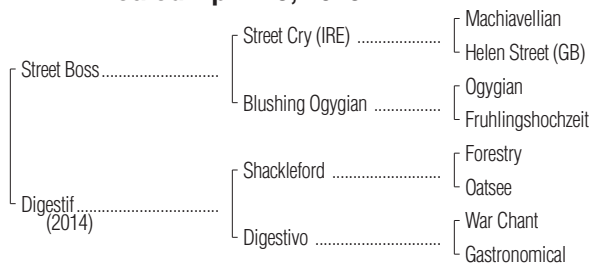 Machiavellian
Street Cry (IRE)
Helen Street (GB)
Street Boss
Ogygian
Blushing Ogygian
Fruhlingshochzeit
Forestry
Shackleford
Oatsee
Digestif
(2014)
War Chant
Digestivo
Gastronomical